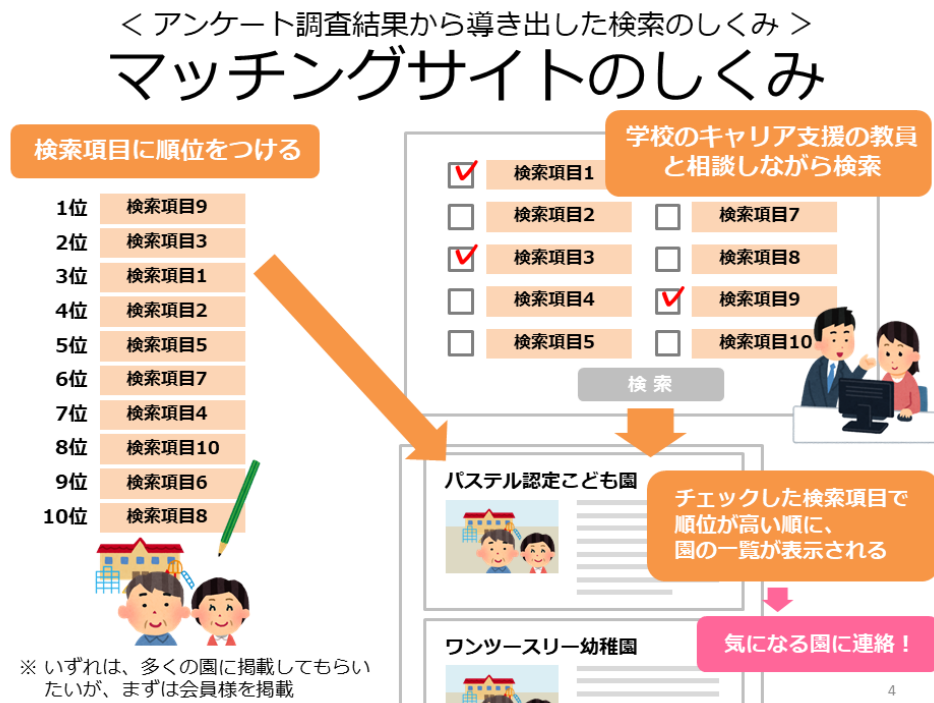 ＜ アンケート調査結果から導き出した検索のしくみ ＞
マッチングサイトのしくみ
検索項目に順位をつける
1位 検索項目9
2位 検索項目3
3位 検索項目1
4位 検索項目2
5位 検索項目5
6位 検索項目7
7位 検索項目4
8位 検索項目10
9位 検索項目6
10位 検索項目8
※ いずれは、多くの園に掲載してもらい
たいが、まずは会員様を掲載
学校のキャリア支援の教員
と相談しながら検索
検索項目1
検索項目2 検索項目7
検索項目3 検索項目8
検索項目4 検索項目9
検索項目5 検索項目10
検 索
パステル認定こども園
チェックした検索項目で
順位が高い順に、
園の一覧が表示される
気になる園に連絡！
ワンツースリー幼稚園
4